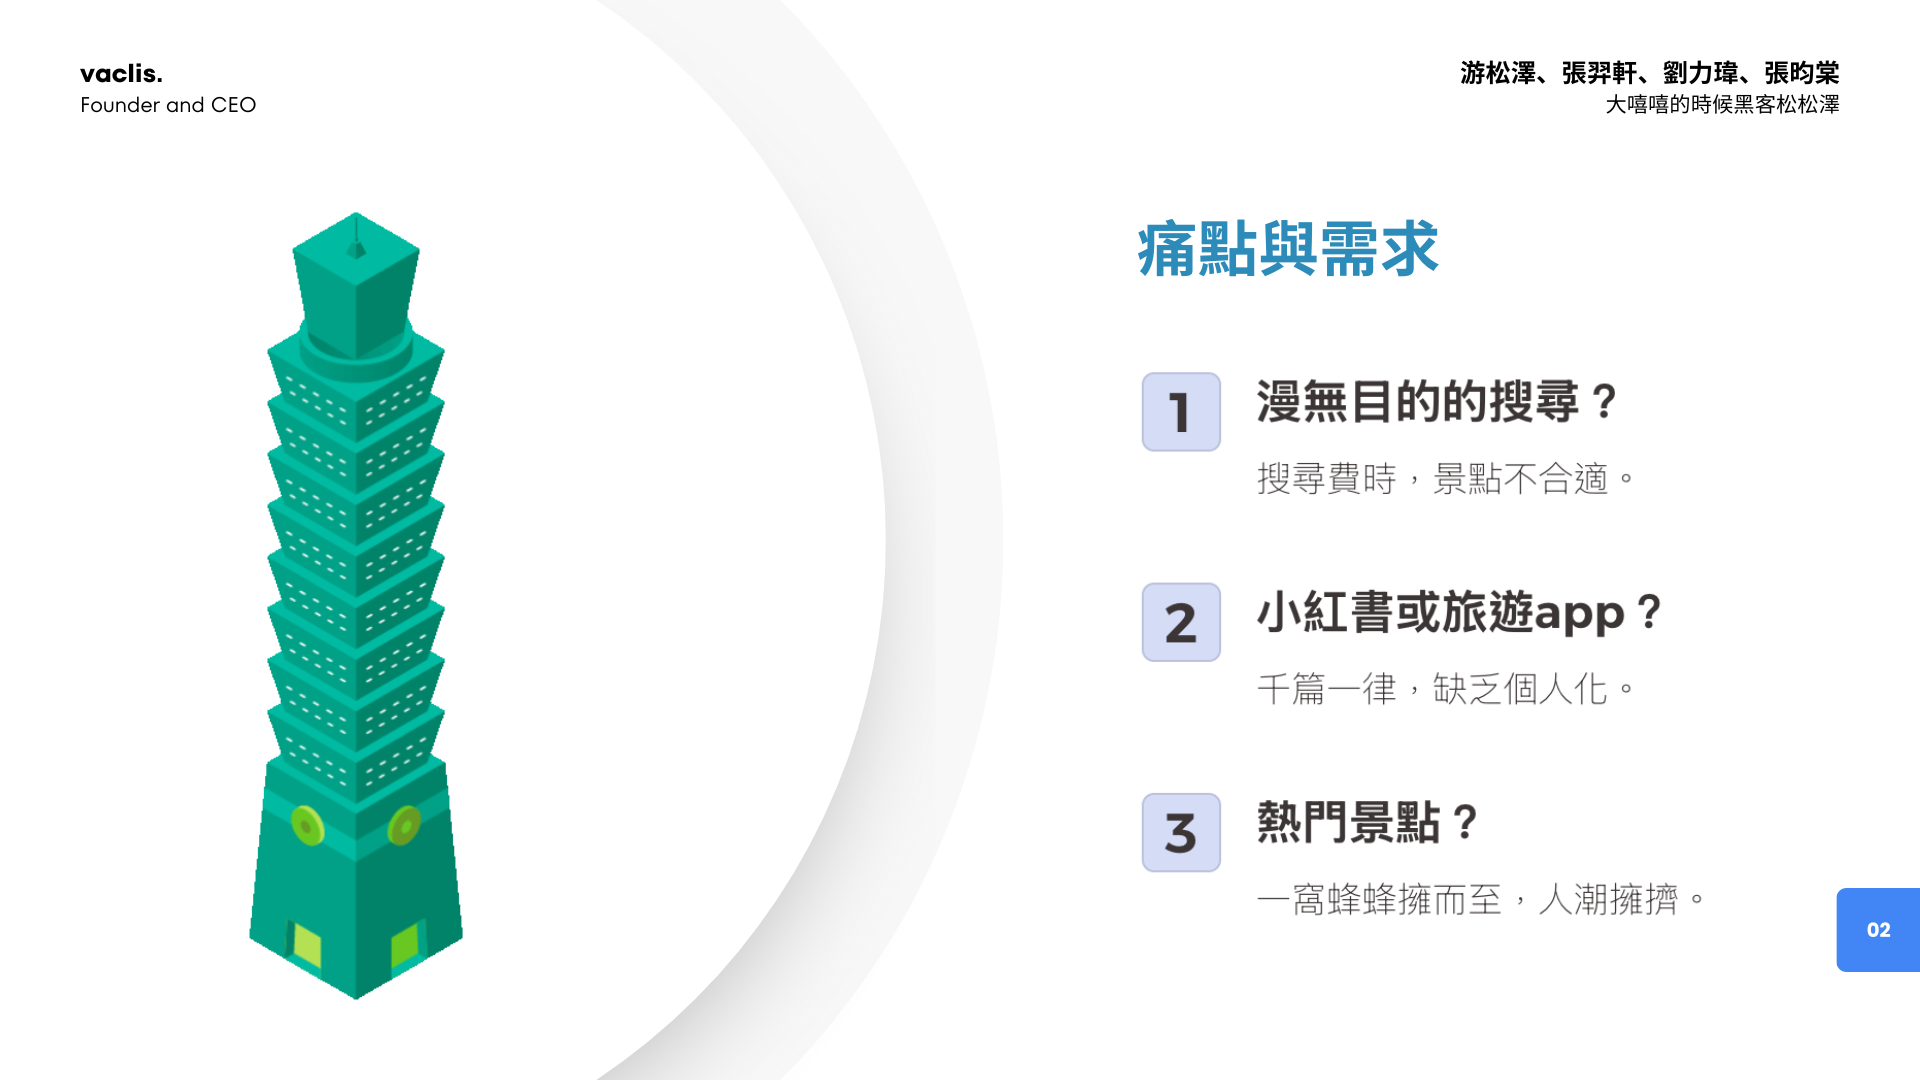 vaclis.
Founder and CEO
游松澤、張羿軒、劉力瑋、張昀棠
大嘻嘻的時候黑客松松澤
痛點與需求
1
漫無目的的搜尋？
搜尋費時，景點不合適。
2
小紅書或旅遊app？
千篇一律，缺乏個人化。
3
熱門景點？
一窩蜂蜂擁而至，人潮擁擠。
02